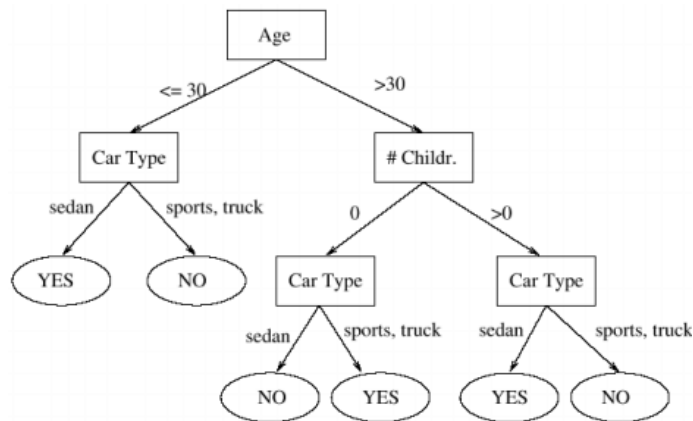 Age
<= 30
>30
Car Type
# Childr.
sedan
sports, truck
0
>0
YES
NO
Car Type
Car Type
sedan
sports, truck
sedan
sports, truck
NO
YES
YES
NO